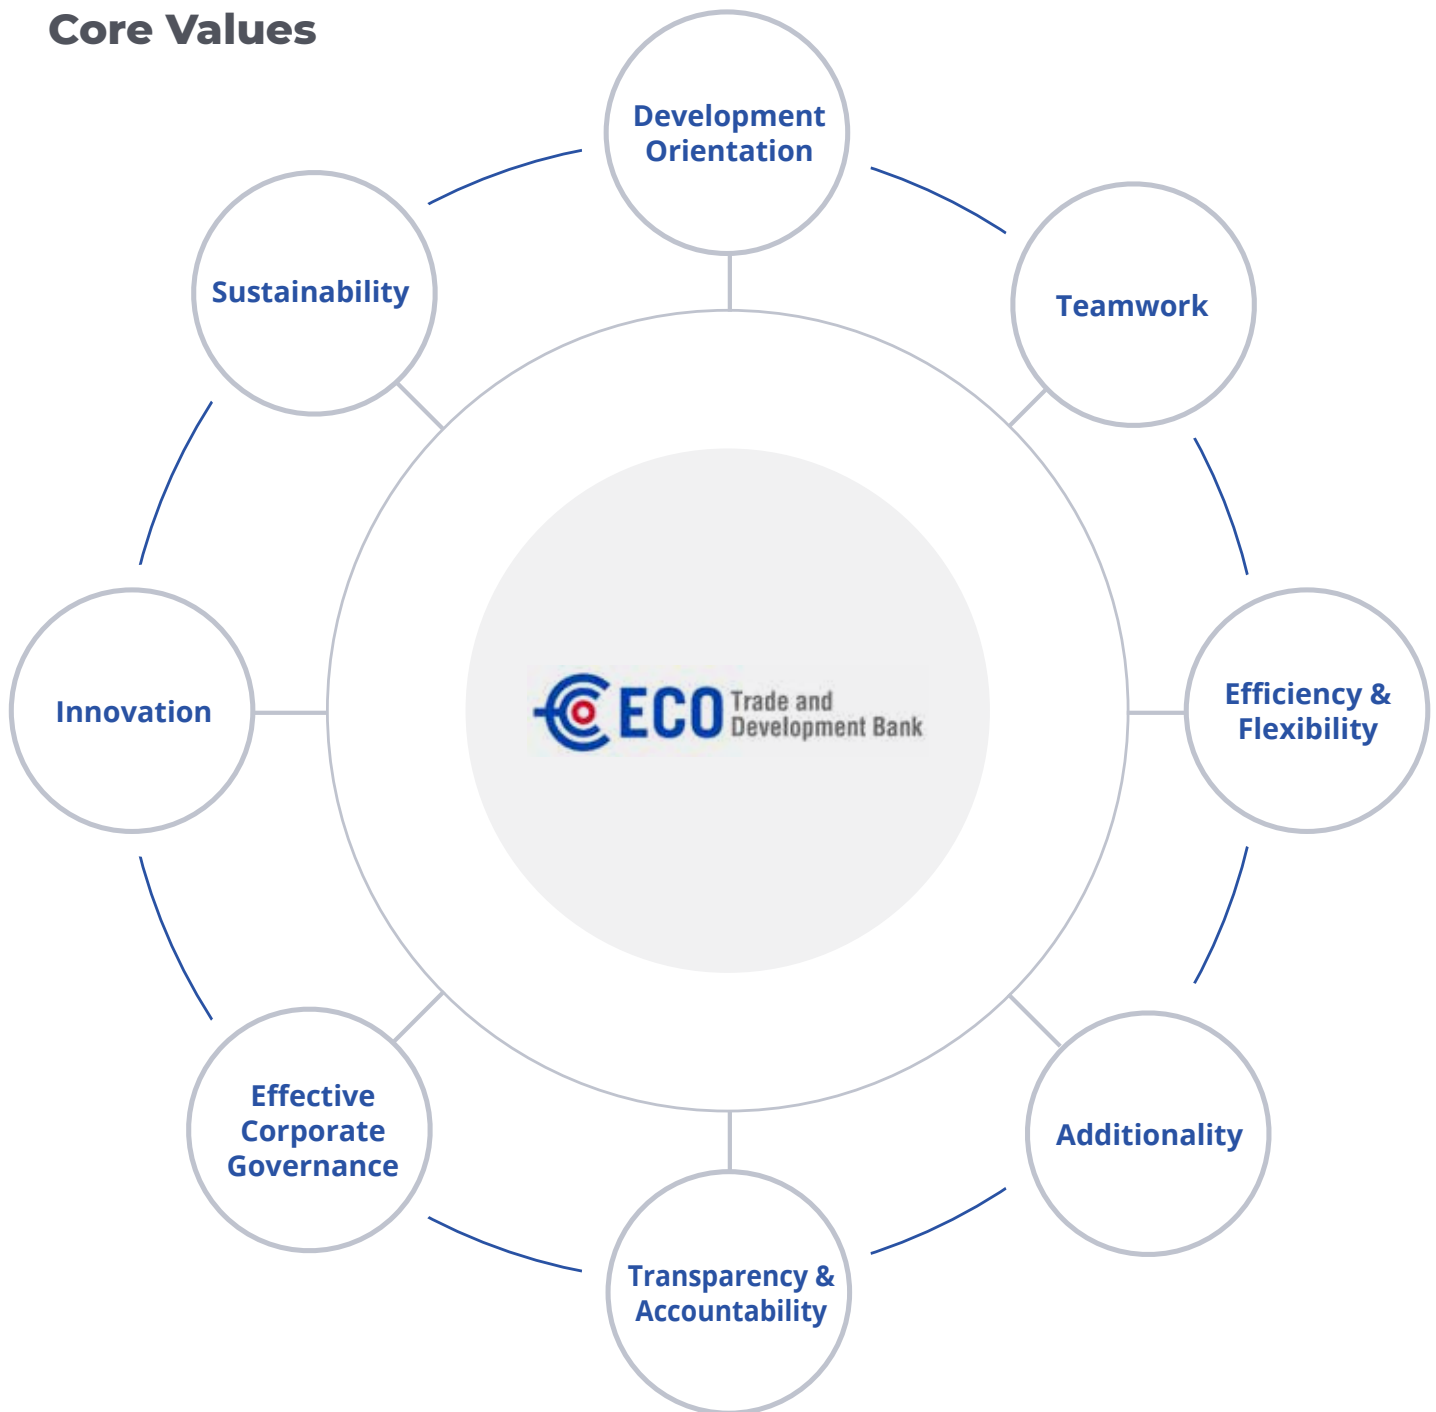 Core Values
Development
Orientation
Teamwork
Efficiency &
Flexibility
Additionality
Transparency &
Accountability
Effective
Corporate
Governance
Innovation
Sustainability
ECO
Trade and
Development Bank